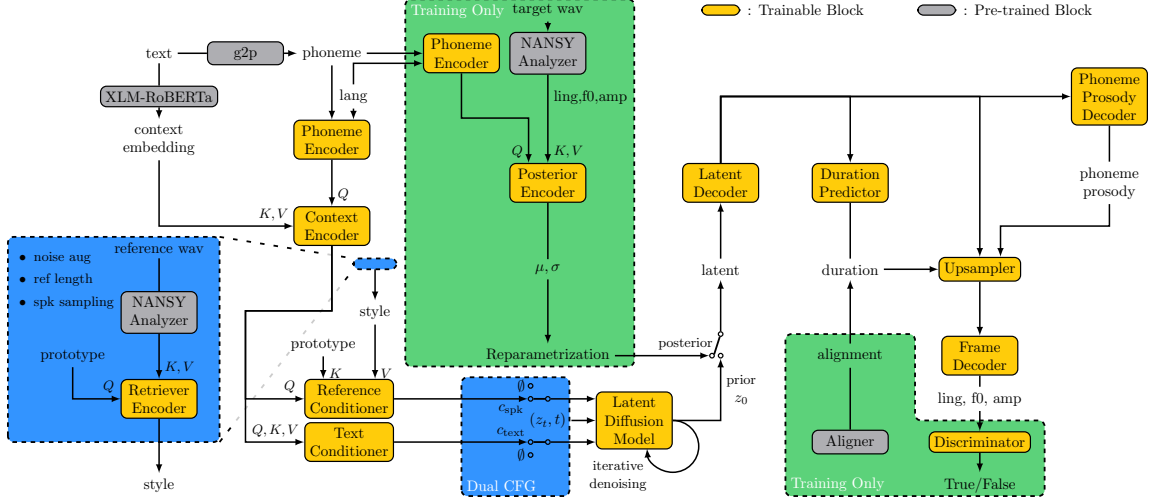 Training Only
target wav
: Trainable Block
: Pre-trained Block
text
g2p
phoneme
Phoneme
Encoder
NANSY
Analyzer
XLM-RoBERTa
lang
ling,f0,amp
Phoneme
Prosody
Decoder
context
embedding
Phoneme
Encoder
Q
K, V
Posterior
Encoder
Latent
Decoder
Duration
Predictor
phoneme
prosody
Q
K, V
Context
Encoder
reference wav
• noise aug
• ref length
• spk sampling
NANSY
Analyzer
prototype
K, V
Q
Retriever
Encoder
style
style
μ, σ
latent
duration
Upsampler
prototype
K
V
Q
Reference
Conditioner
Q, K, V
Text
Conditioner
Reparametrization
posterior
prior
z0
∅
cspk
(zt, t)
ctext
∅
Dual CFG
Latent
Diffusion
Model
iterative
denoising
alignment
Aligner
Training Only
Frame
Decoder
ling, f0, amp
Discriminator
True/False